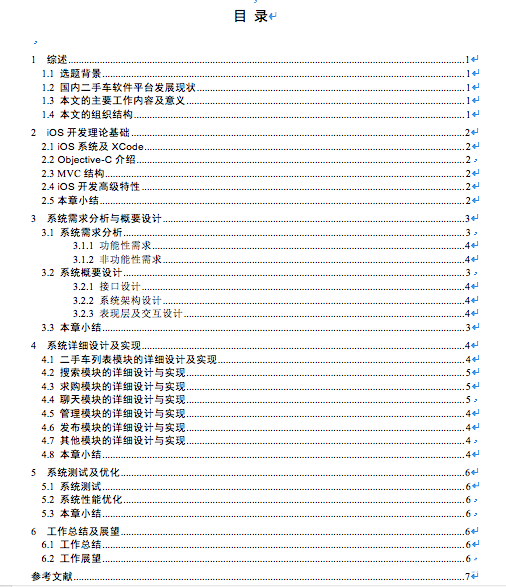 目 录
1 综述1
1.1 选题背景1
1.2 国内二手车软件平台发展现状1
1.3 本文的主要工作内容及意义1
1.4 本文的组织结构1
2 iOS 开发理论基础2
2.1 iOS 系统及 XCode2
2.2 Objective-C 介绍2
2.3 MVC 结构2
2.4 iOS 开发高级特性2
2.5 本章小结2
3 系统需求分析与概要设计3
3.1 系统需求分析3
3.1.1 功能性需求4
3.1.2 非功能性需求4
3.2 系统概要设计3
3.2.1 接口设计4
3.2.2 系统架构设计4
3.2.3 表现层及交互设计4
3.3 本章小结3
4 系统详细设计及实现4
4.1 二手车列表模块的详细设计及实现4
4.2 搜索模块的详细设计与实现5
4.3 求购模块的详细设计与实现5
4.4 聊天模块的详细设计与实现5
4.5 管理模块的详细设计与实现4
4.6 发布模块的详细设计与实现4
4.7 其他模块的详细设计与实现4
4.8 本章小结4
5 系统测试及优化6
5.1 系统测试6
5.2 系统性能优化6
5.3 本章小结6
6 工作总结及展望6
6.1 工作总结6
6.2 工作展望6
参考文献7